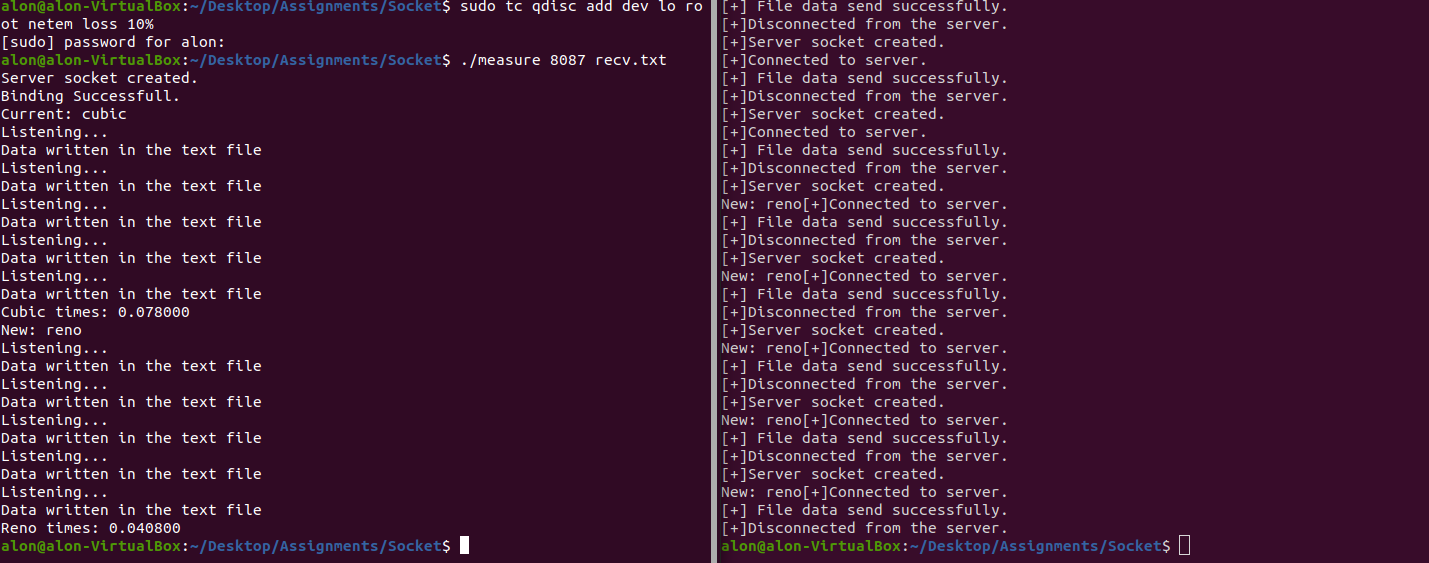 alon@alon-VirtualBox:~/Desktop/Assignments/Socket$ sudo tc qdisc add dev lo ro
ot netem loss 10%
[sudo] password for alon:
alon@alon-VirtualBox:~/Desktop/Assignments/Socket$ ./measure 8087 recv.txt
Server socket created.
Binding Successfull.
Current: cubic
Listening...
Data written in the text file
Listening...
Data written in the text file
Listening...
Data written in the text file
Listening...
Data written in the text file
Listening...
Data written in the text file
Cubic times: 0.078000
New: reno
Listening...
Data written in the text file
Listening...
Data written in the text file
Listening...
Data written in the text file
Listening...
Data written in the text file
Listening...
Data written in the text file
Reno times: 0.040800
alon@alon-VirtualBox:~/Desktop/Assignments/Socket$
[+] File data send successfully.
[+]Disconnected from the server.
[+]Server socket created.
[+]Connected to server.
[+] File data send successfully.
[+]Disconnected from the server.
[+]Server socket created.
[+]Connected to server.
[+] File data send successfully.
[+]Disconnected from the server.
[+]Server socket created.
New: reno[+]Connected to server.
[+] File data send successfully.
[+]Disconnected from the server.
[+]Server socket created.
New: reno[+]Connected to server.
[+] File data send successfully.
[+]Disconnected from the server.
[+]Server socket created.
New: reno[+]Connected to server.
[+] File data send successfully.
[+]Disconnected from the server.
[+]Server socket created.
New: reno[+]Connected to server.
[+] File data send successfully.
[+]Disconnected from the server.
[+]Server socket created.
New: reno[+]Connected to server.
[+] File data send successfully.
[+]Disconnected from the server.
alon@alon-VirtualBox:~/Desktop/Assignments/Socket$